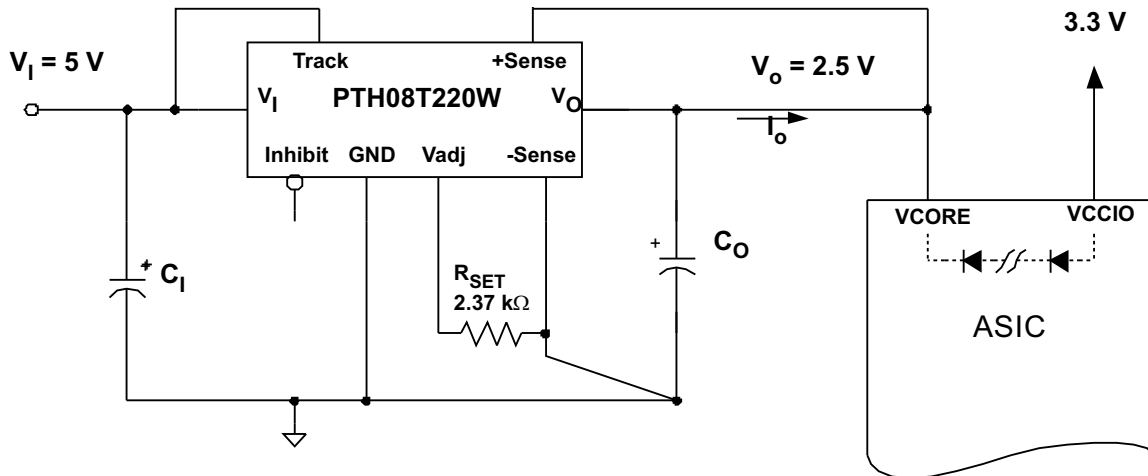 3.3 V
V_I = 5 V
Track
+Sense
V_o = 2.5 V
V_I
PTH08T220W
V_O
I_o
Inhibit
GND
Vadj
-Sense
VCORE
VCCIO
+
C_I
+
C_O
R_SET
2.37 kΩ
ASIC